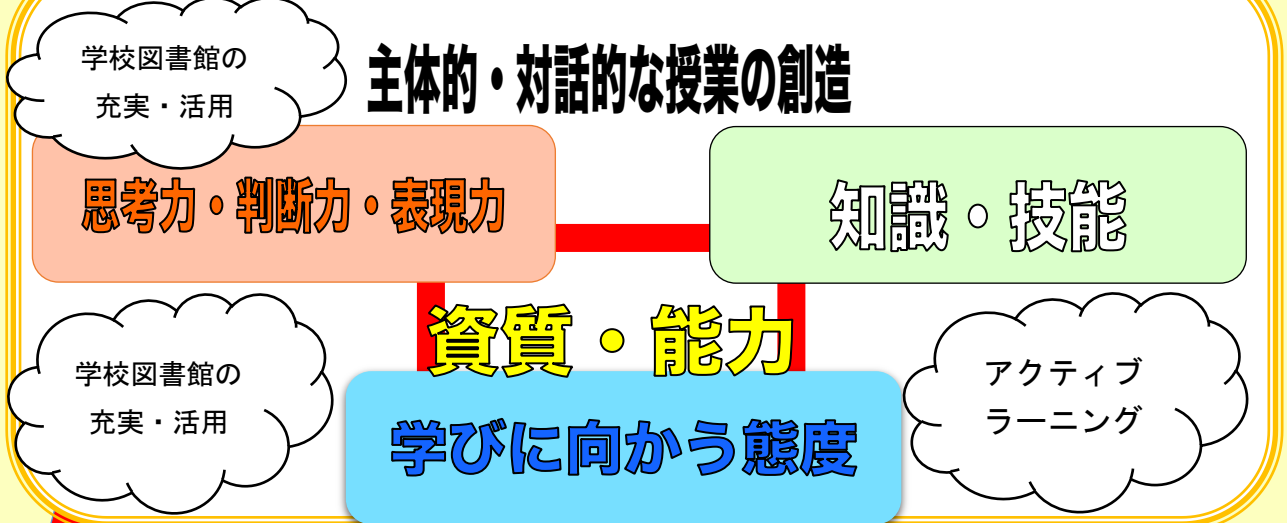 学校図書館の
充実・活用
主体的・対話的な授業の創造
思考力・判断力・表現力
知識・技能
資質・能力
学校図書館の
充実・活用
学びに向かう態度
アクティブ
ラーニング